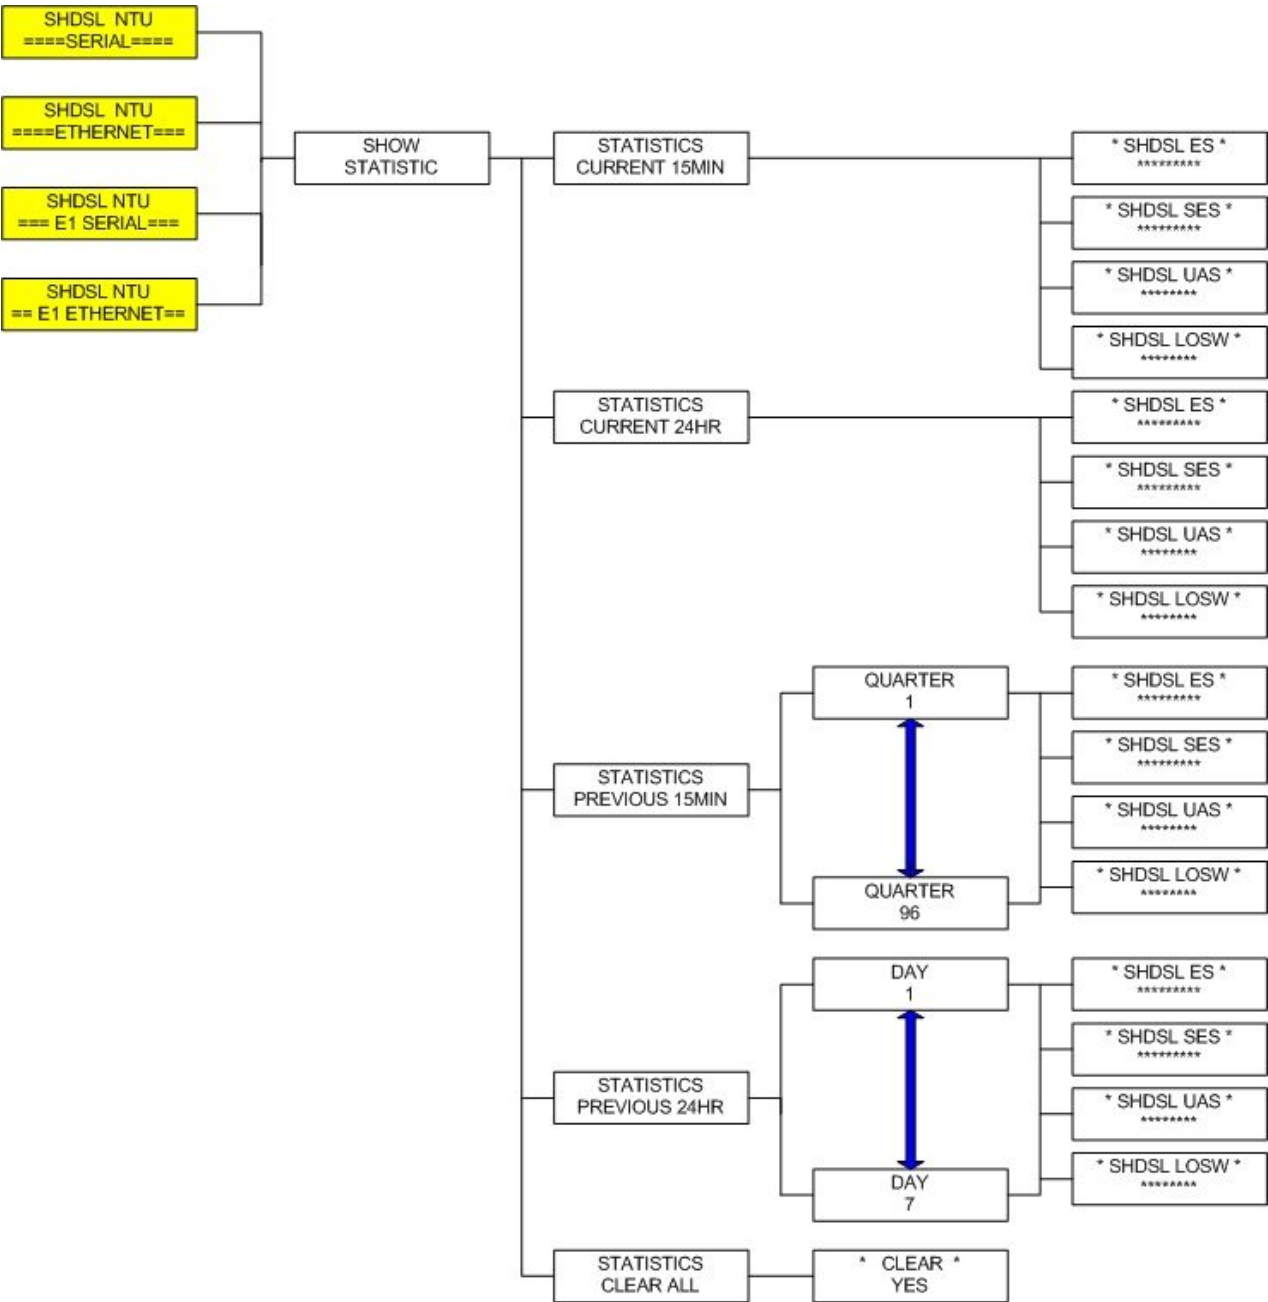 SHDSL NTU
====SERIAL====
SHDSL NTU
====ETHERNET===
SHDSL NTU
=== E1 SERIAL===
SHDSL NTU
== E1 ETHERNET==
SHOW
STATISTIC
STATISTICS
CURRENT 15MIN
* SHDSL ES *
*********
* SHDSL SES *
*********
* SHDSL UAS *
********
* SHDSL LOSW *
********
STATISTICS
CURRENT 24HR
* SHDSL ES *
*********
* SHDSL SES *
*********
* SHDSL UAS *
********
* SHDSL LOSW *
********
STATISTICS
PREVIOUS 15MIN
QUARTER
1
QUARTER
96
* SHDSL ES *
*********
* SHDSL SES *
*********
* SHDSL UAS *
********
* SHDSL LOSW *
********
STATISTICS
PREVIOUS 24HR
DAY
1
DAY
7
* SHDSL ES *
*********
* SHDSL SES *
*********
* SHDSL UAS *
********
* SHDSL LOSW *
********
STATISTICS
CLEAR ALL
* CLEAR *
YES